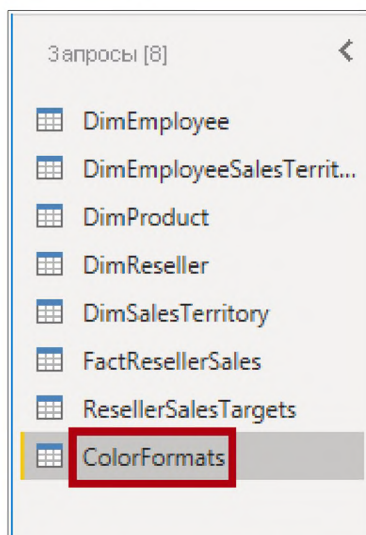 Запросы [8]
DimEmployee
DimEmployeeSalesTerrit...
DimProduct
DimReseller
DimSalesTerritory
FactResellerSales
ResellerSalesTargets
ColorFormats